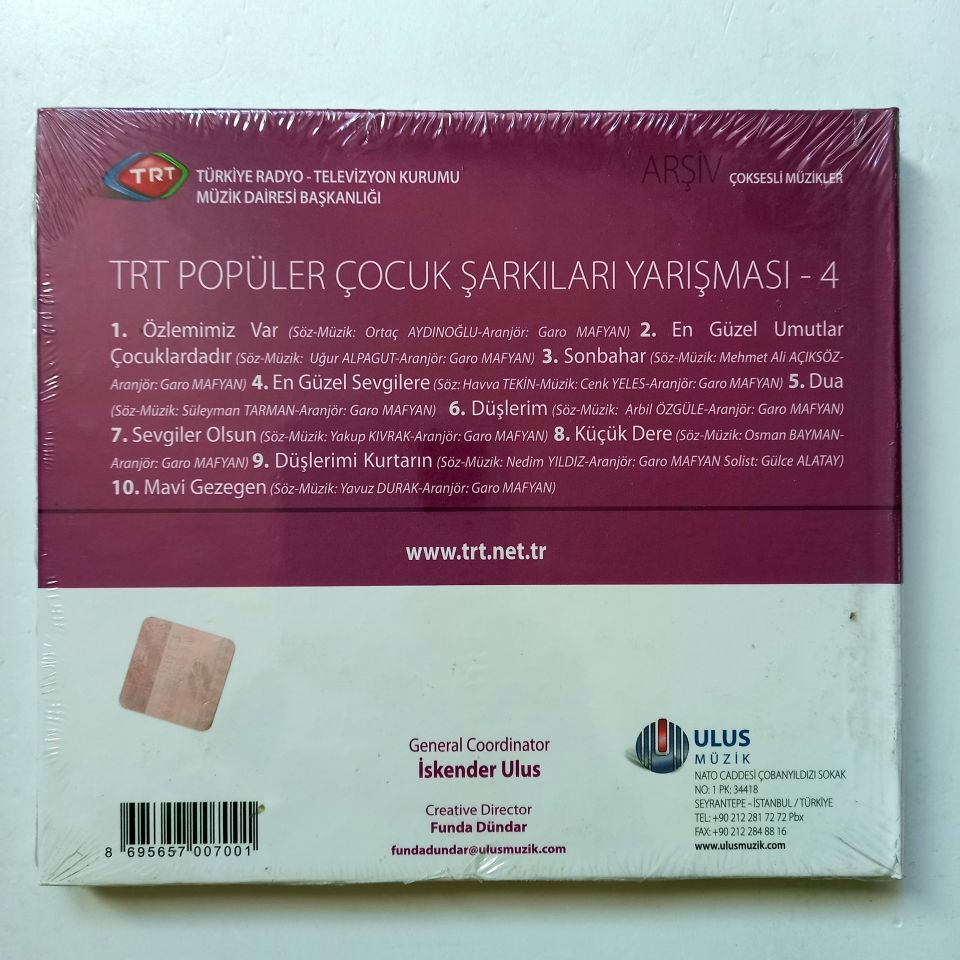 TRT
TÜRKİYE RADYO - TELEVİZYON KURUMU
MÜZİK DAİRESİ BAŞKANLIĞI
ARŞİV ÇOKSESLİ MÜZİKLER
TRT POPÜLER ÇOCUK ŞARKILARI YARIŞMASI - 4
1. Özlemimiz Var (Söz-Müzik: Ortaç AYDINOĞLU-Aranjör: Garo MAFYAN) 2. En Güzel Umutlar
Çocuklardadır (Söz-Müzik: Uğur ALPAGUT-Aranjör: Garo MAFYAN) 3. Sonbahar (Söz-Müzik: Mehmet Ali AÇIKSÖZ-
Aranjör: Garo MAFYAN) 4. En Güzel Sevgilere (Söz: Havva TEKİN-Müzik: Cenk YELES-Aranjör: Garo MAFYAN) 5. Dua
(Söz-Müzik: Süleyman TARMAN-Aranjör: Garo MAFYAN) 6. Düşlerim (Söz-Müzik: Arbil ÖZGÜLE-Aranjör: Garo MAFYAN)
7. Sevgiler Olsun (Söz-Müzik: Yakup KIVRAK-Aranjör: Garo MAFYAN) 8. Küçük Dere (Söz-Müzik: Osman BAYMAN-
Aranjör: Garo MAFYAN) 9. Düşlerimi Kurtarın (Söz-Müzik: Nedim YILDIZ-Aranjör: Garo MAFYAN Solist: Gülce ALATAY)
10. Mavi Gezegen (Söz-Müzik: Yavuz DURAK-Aranjör: Garo MAFYAN)
www.trt.net.tr
General Coordinator
İskender Ulus
Creative Director
Funda Dündar
fundadundar@ulusmuzik.com
ULUS
MÜZİK
NATO CADDESİ ÇOBANYILDIZI SOKAK
NO: 1 PK: 34418
SEYRANTEPE - İSTANBUL / TÜRKİYE
TEL: +90 212 281 72 72 Pbx
FAX: +90 212 284 88 16
www.ulusmuzik.com
8 695657 007001